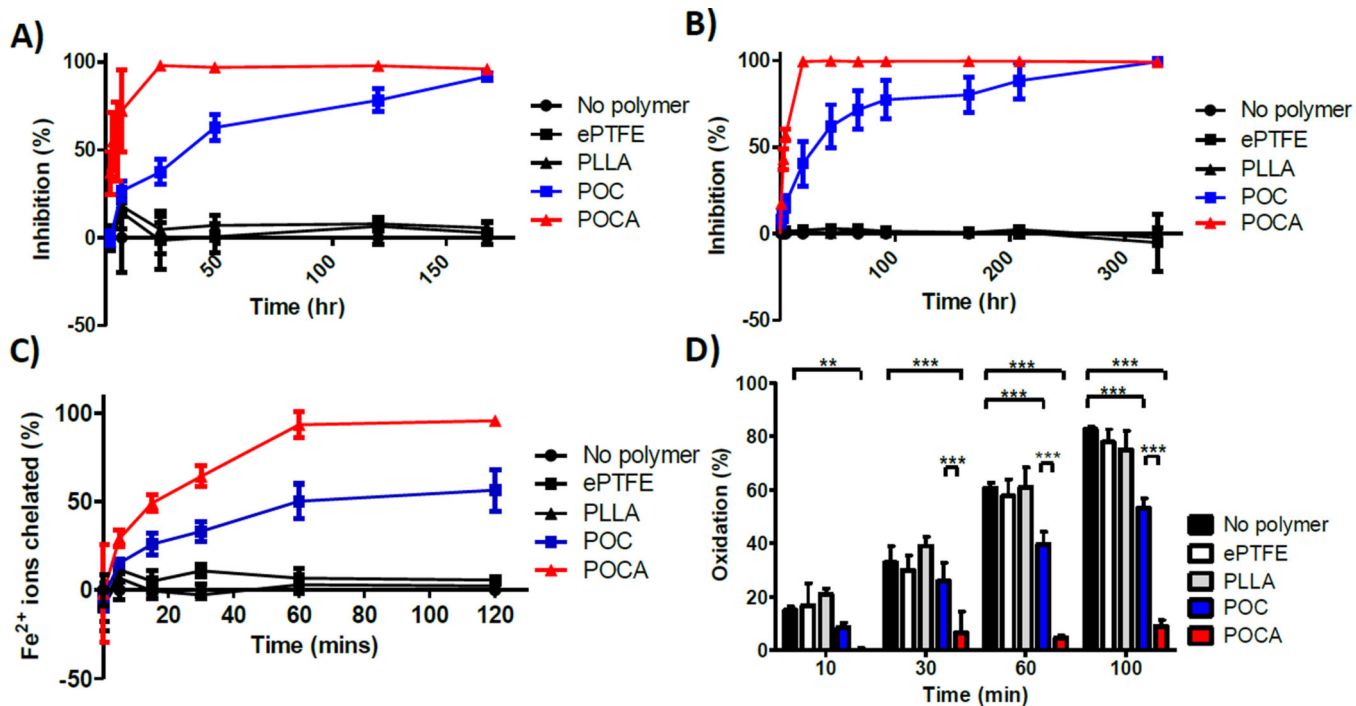 A)
Inhibition (%)
100
50
0
-50
50
100
150
Time (hr)
No polymer
ePTFE
PLLA
POC
POCA
B)
Inhibition (%)
100
50
0
-50
100
200
300
Time (hr)
No polymer
ePTFE
PLLA
POC
POCA
C)
Fe²⁺ ions chelated (%)
100
50
0
-50
20
40
60
80
100
120
Time (mins)
No polymer
ePTFE
PLLA
POC
POCA
D)
Oxidation (%)
100
80
60
40
20
0
**
***
***
***
***
***
***
***
***
10
30
60
100
Time (min)
No polymer
ePTFE
PLLA
POC
POCA